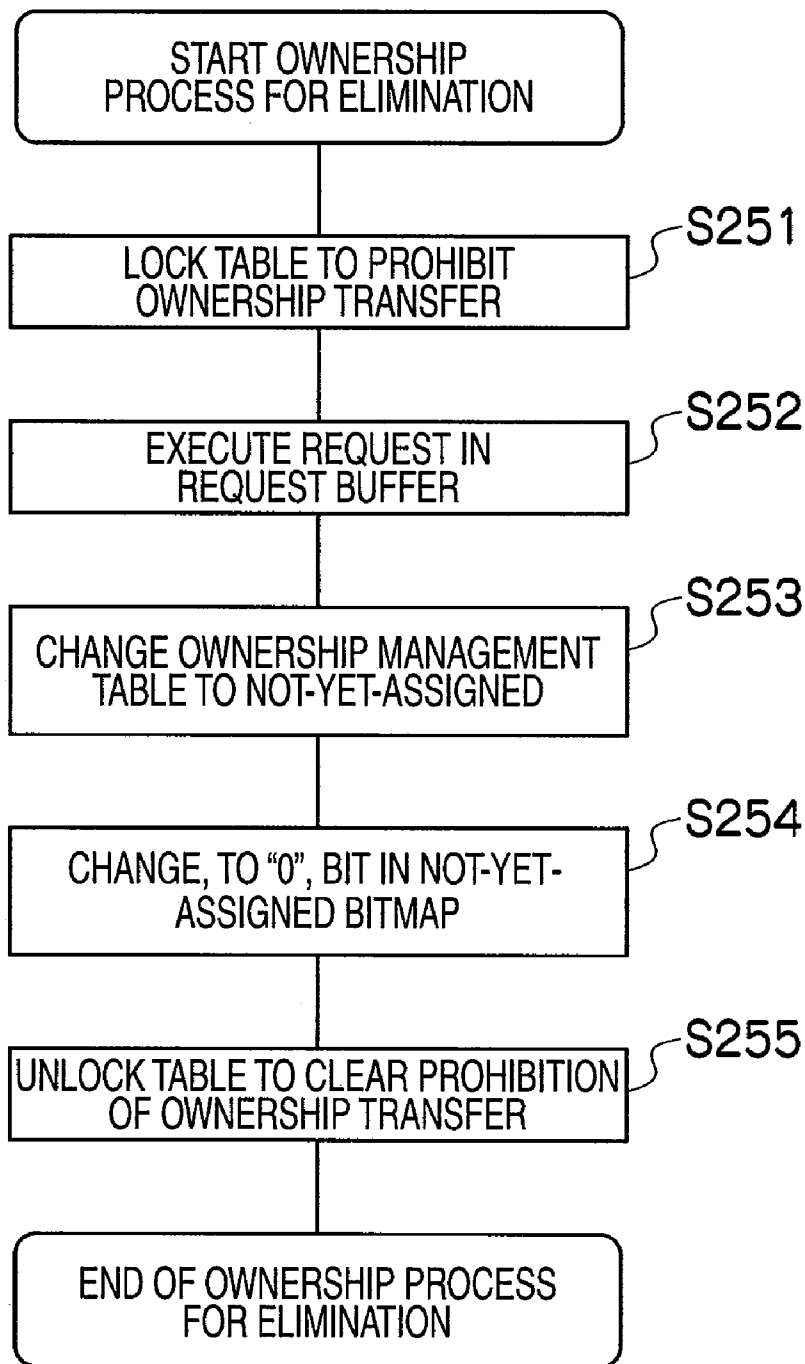 START OWNERSHIP
PROCESS FOR ELIMINATION
S251
LOCK TABLE TO PROHIBIT
OWNERSHIP TRANSFER
S252
EXECUTE REQUEST IN
REQUEST BUFFER
S253
CHANGE OWNERSHIP MANAGEMENT
TABLE TO NOT-YET-ASSIGNED
S254
CHANGE, TO “0”, BIT IN NOT-YET-
ASSIGNED BITMAP
S255
UNLOCK TABLE TO CLEAR PROHIBITION
OF OWNERSHIP TRANSFER
END OF OWNERSHIP PROCESS
FOR ELIMINATION